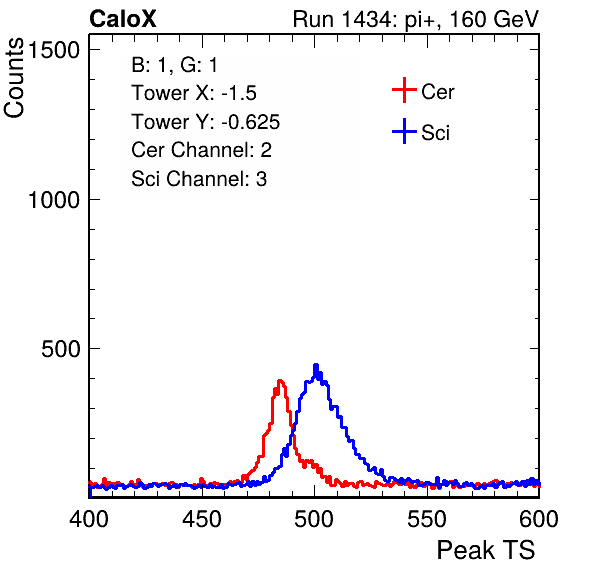 CaloX Run 1434: pi+, 160 GeV
Counts
1500
1000
500
B: 1, G: 1
Tower X: -1.5
Tower Y: -0.625
Cer Channel: 2
Sci Channel: 3
Cer
Sci
400 450 500 550 600
Peak TS